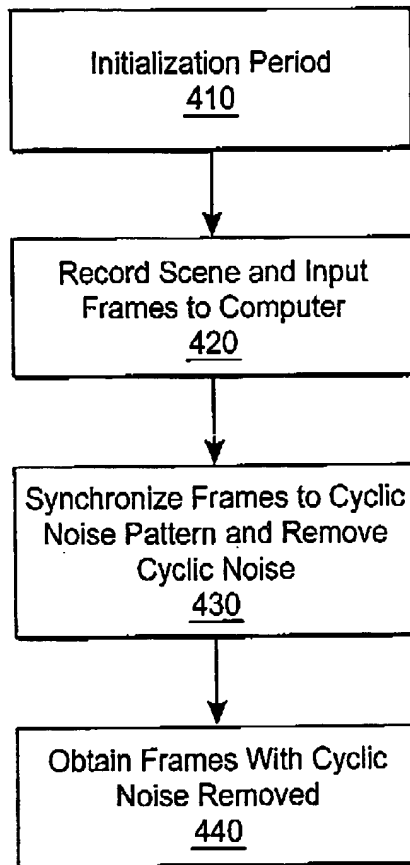 Initialization Period
410
Record Scene and Input
Frames to Computer
420
Synchronize Frames to Cyclic
Noise Pattern and Remove
Cyclic Noise
430
Obtain Frames With Cyclic
Noise Removed
440